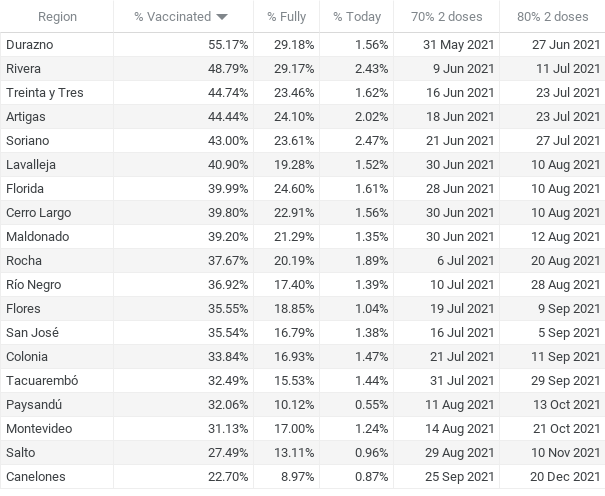 Region % Vaccinated % Fully % Today 70% 2 doses 80% 2 doses
Durazno 55.17% 29.18% 1.56% 31 May 2021 27 Jun 2021
Rivera 48.79% 29.17% 2.43% 9 Jun 2021 11 Jul 2021
Treinta y Tres 44.74% 23.46% 1.62% 16 Jun 2021 23 Jul 2021
Artigas 44.44% 24.10% 2.02% 18 Jun 2021 23 Jul 2021
Soriano 43.00% 23.61% 2.47% 21 Jun 2021 27 Jul 2021
Lavalleja 40.90% 19.28% 1.52% 30 Jun 2021 10 Aug 2021
Florida 39.99% 24.60% 1.61% 28 Jun 2021 10 Aug 2021
Cerro Largo 39.80% 22.91% 1.56% 30 Jun 2021 10 Aug 2021
Maldonado 39.20% 21.29% 1.35% 30 Jun 2021 12 Aug 2021
Rocha 37.67% 20.19% 1.89% 6 Jul 2021 20 Aug 2021
Río Negro 36.92% 17.40% 1.39% 10 Jul 2021 28 Aug 2021
Flores 35.55% 18.85% 1.04% 19 Jul 2021 9 Sep 2021
San José 35.54% 16.79% 1.38% 16 Jul 2021 5 Sep 2021
Colonia 33.84% 16.93% 1.47% 21 Jul 2021 11 Sep 2021
Tacuarembó 32.49% 15.53% 1.44% 31 Jul 2021 29 Sep 2021
Paysandú 32.06% 10.12% 0.55% 11 Aug 2021 13 Oct 2021
Montevideo 31.13% 17.00% 1.24% 14 Aug 2021 21 Oct 2021
Salto 27.49% 13.11% 0.96% 29 Aug 2021 10 Nov 2021
Canelones 22.70% 8.97% 0.87% 25 Sep 2021 20 Dec 2021